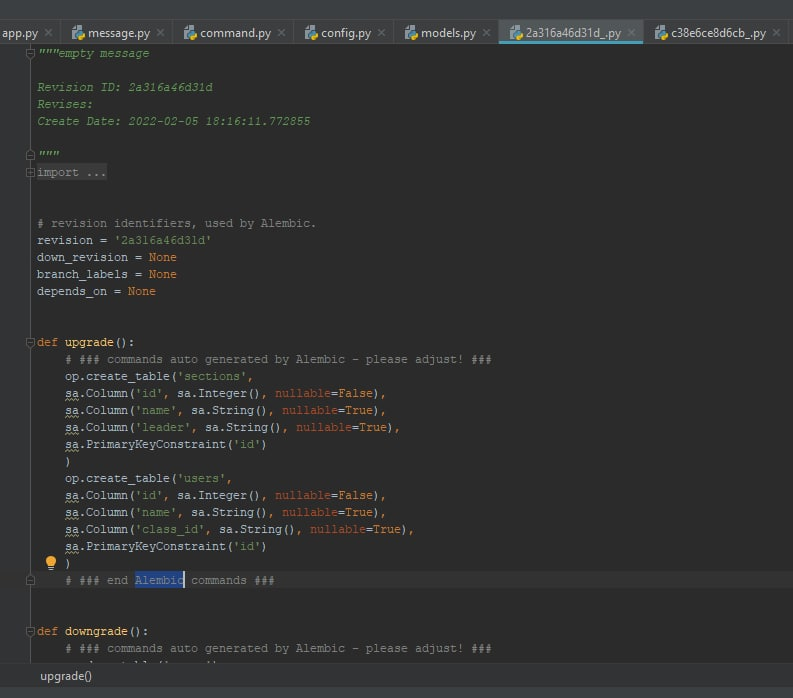 app.py
message.py
command.py
config.py
models.py
2a316a46d31d_.py
c38e6ce8d6cb_.py
"""empty message

Revision ID: 2a316a46d31d
Revises:
Create Date: 2022-02-05 18:16:11.772855

"""
import ...

# revision identifiers, used by Alembic.
revision = '2a316a46d31d'
down_revision = None
branch_labels = None
depends_on = None

def upgrade():
    # ### commands auto generated by Alembic - please adjust! ###
    op.create_table('sections',
    sa.Column('id', sa.Integer(), nullable=False),
    sa.Column('name', sa.String(), nullable=True),
    sa.Column('leader', sa.String(), nullable=True),
    sa.PrimaryKeyConstraint('id')
    )
    op.create_table('users',
    sa.Column('id', sa.Integer(), nullable=False),
    sa.Column('name', sa.String(), nullable=True),
    sa.Column('class_id', sa.String(), nullable=True),
    sa.PrimaryKeyConstraint('id')
    )
    # ### end Alembic commands ###

def downgrade():
    # ### commands auto generated by Alembic - please adjust! ###
upgrade()